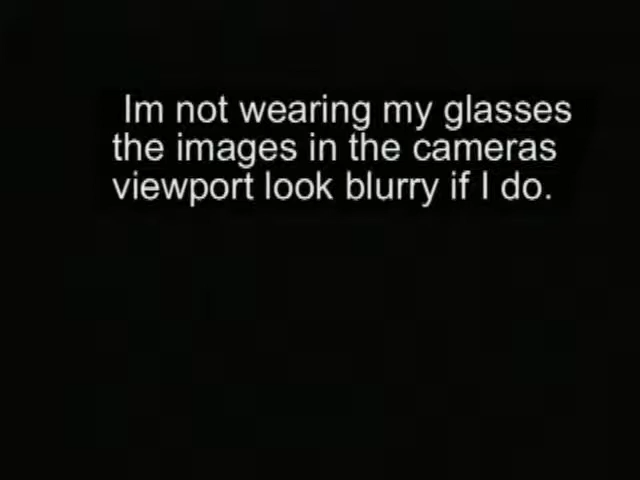 Im not wearing my glasses
the images in the cameras
viewport look blurry if I do.